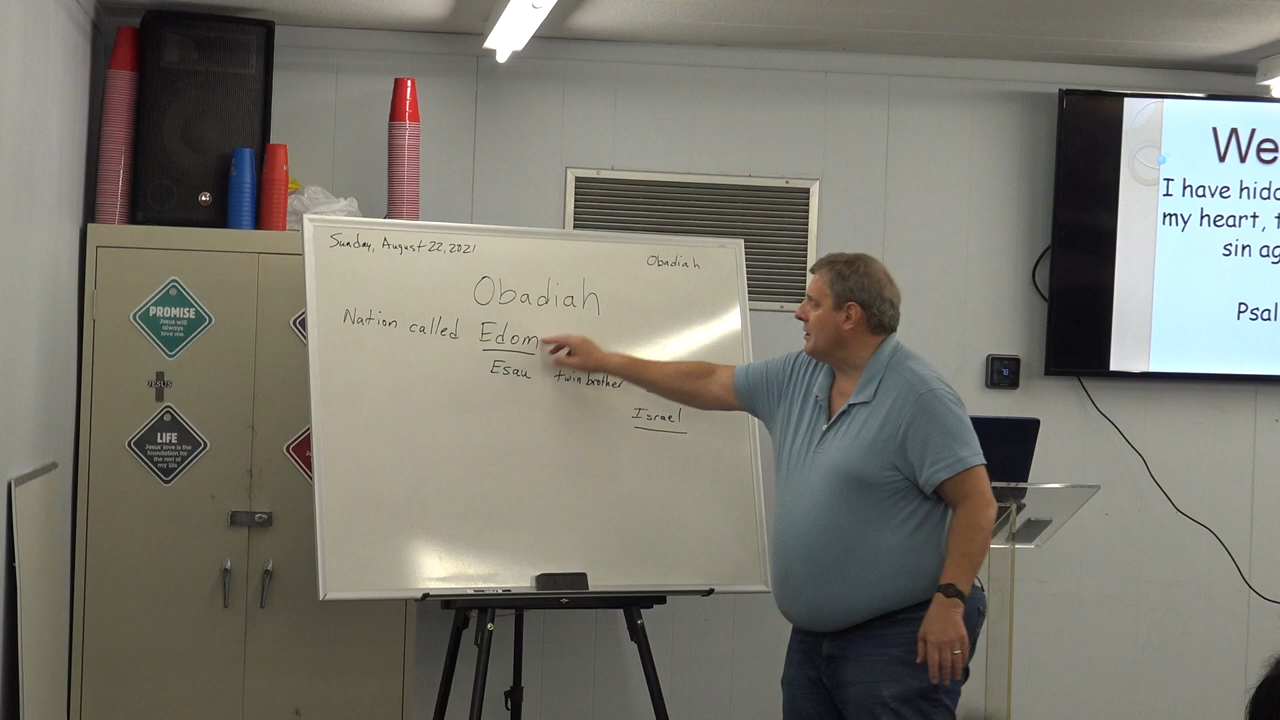 Sunday, August 22, 2021
Obadiah
Obadiah
Nation called Edom
Esau twin brother
Israel
PROMISE
Jesus will
always
love me
JESUS
LIFE
Jesus' love is the
foundation for
the rest of
my life
We
I have hidd
my heart, t
sin ag
Psal
78